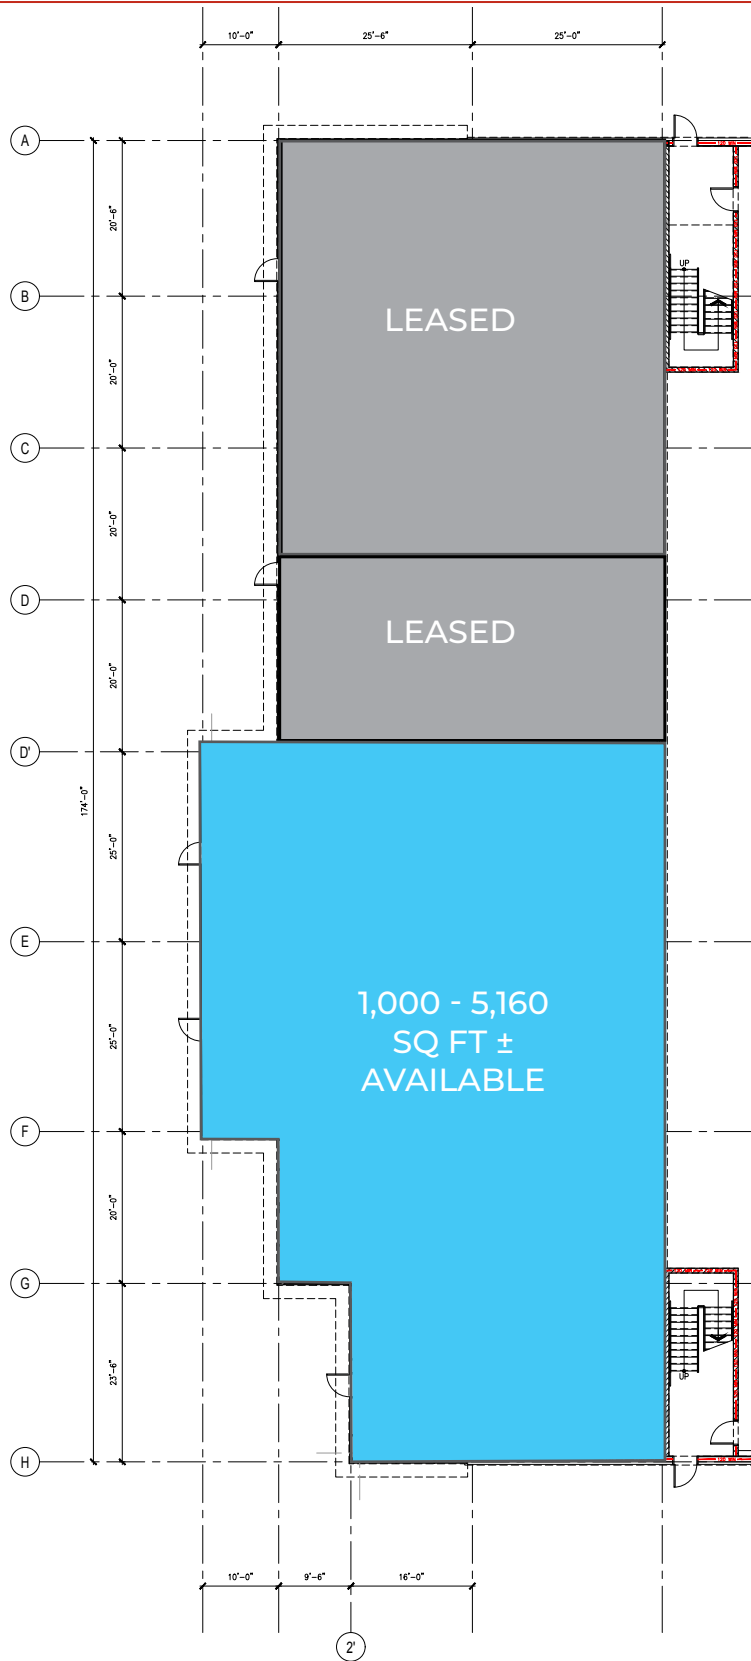 10'-0"
25'-6"
25'-0"
A
20'-6"
UP
B
LEASED
20'-0"
C
20'-0"
D
LEASED
20'-0"
D'
174'-0"
25'-0"
E
1,000 - 5,160
SQ FT ±
AVAILABLE
25'-0"
F
20'-0"
G
23'-6"
UP
H
10'-0"
9'-6"
16'-0"
2'